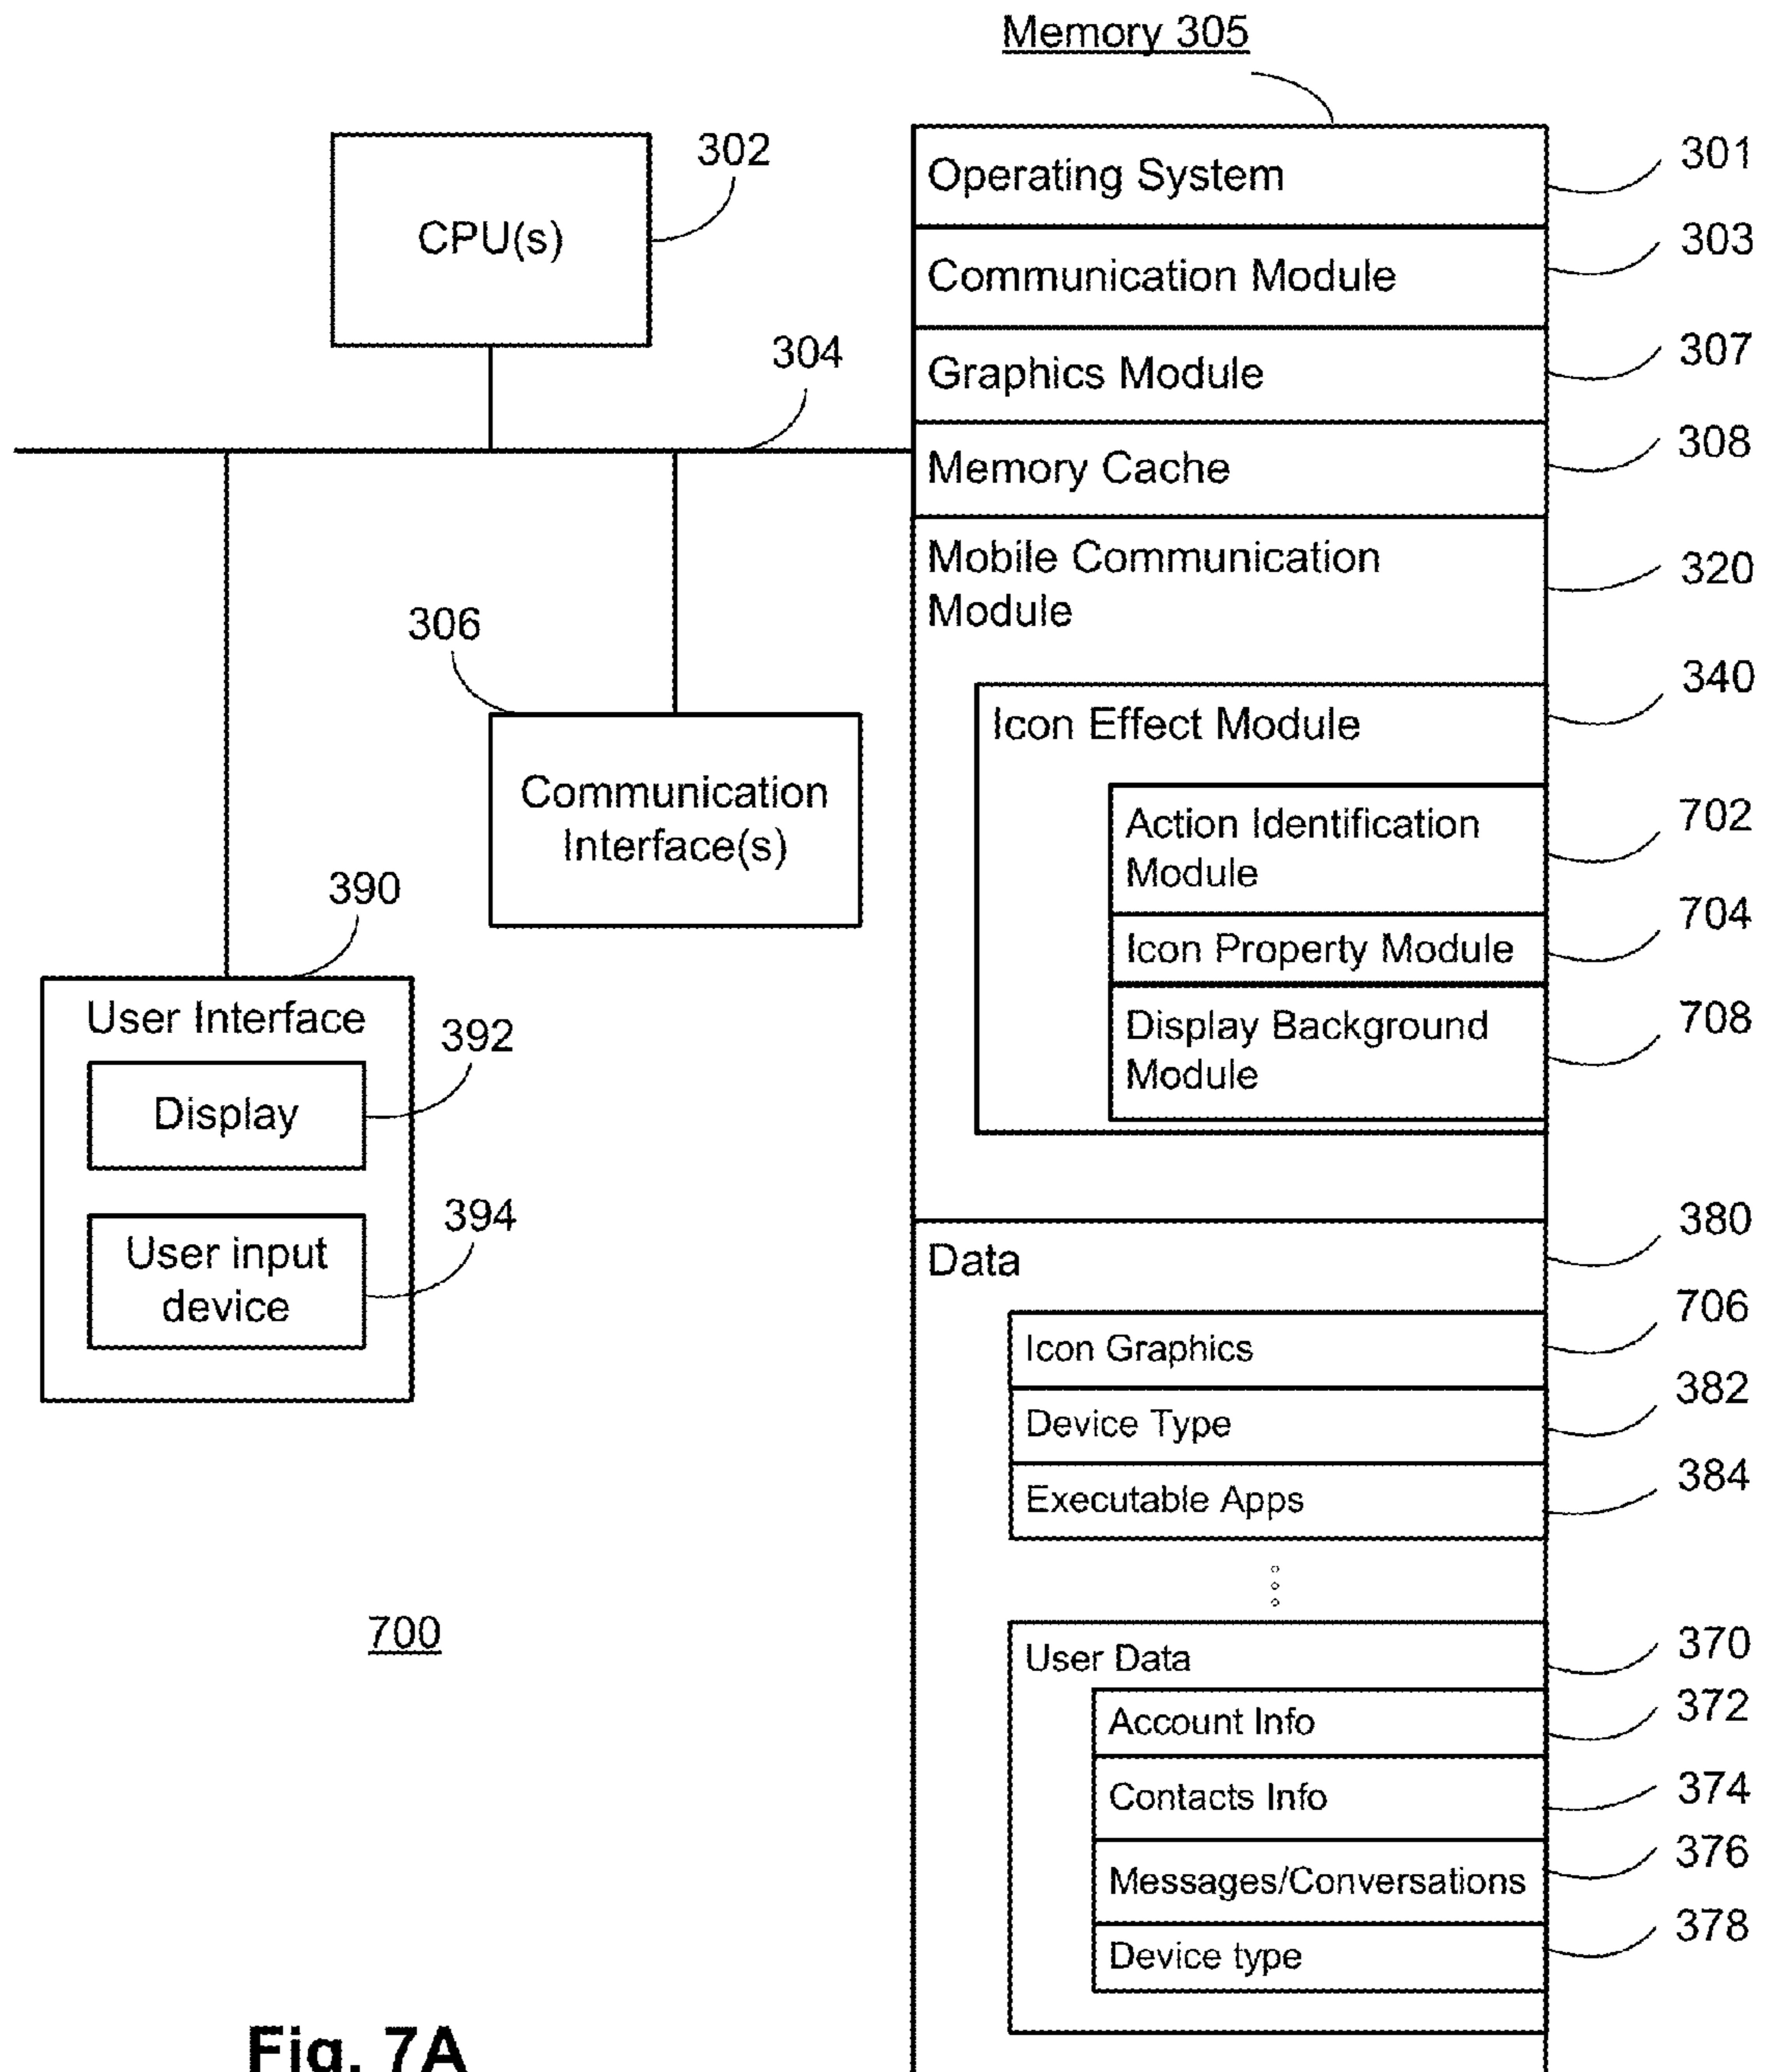 Memory 305
302
CPU(s)
304
306
Communication
Interface(s)
390
User Interface
392
Display
394
User input
device
700
Operating System
301
Communication Module
303
Graphics Module
307
Memory Cache
308
Mobile Communication
Module
320
Icon Effect Module
340
Action Identification
Module
702
Icon Property Module
704
Display Background
Module
708
Data
380
Icon Graphics
706
Device Type
382
Executable Apps
384
User Data
370
Account Info
372
Contacts Info
374
Messages/Conversations
376
Device type
378
Fig. 7A